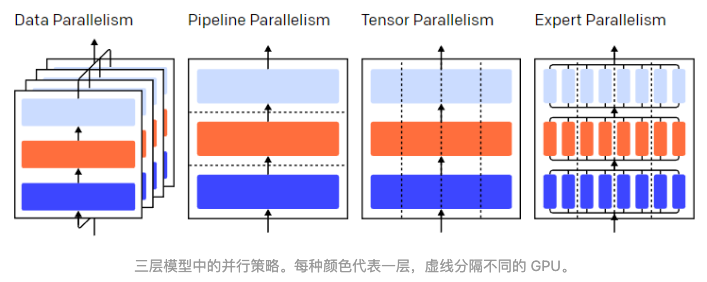 Data Parallelism
Pipeline Parallelism
Tensor Parallelism
Expert Parallelism
三层模型中的并行策略。每种颜色代表一层，虚线分隔不同的 GPU。